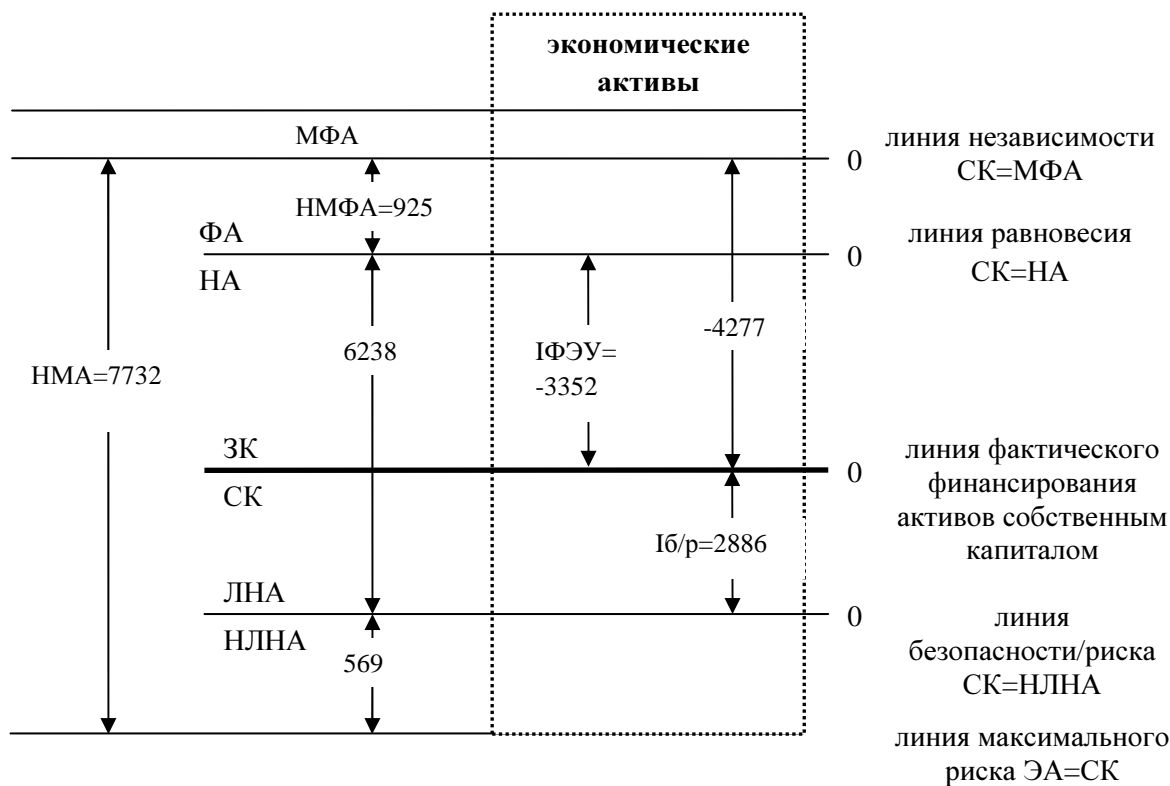 экономические
активы
МФА
0
линия независимости
СК=МФА
НМФА=925
ФА
НА
0
линия равновесия
СК=НА
НМА=7732
6238
IФЭУ=
-3352
-4277
ЗК
СК
0
линия фактического
финансирования
активов собственным
капиталом
Iб/р=2886
ЛНА
НЛНА
0
линия
безопасности/риска
СК=НЛНА
569
линия максимального
риска ЭА=СК